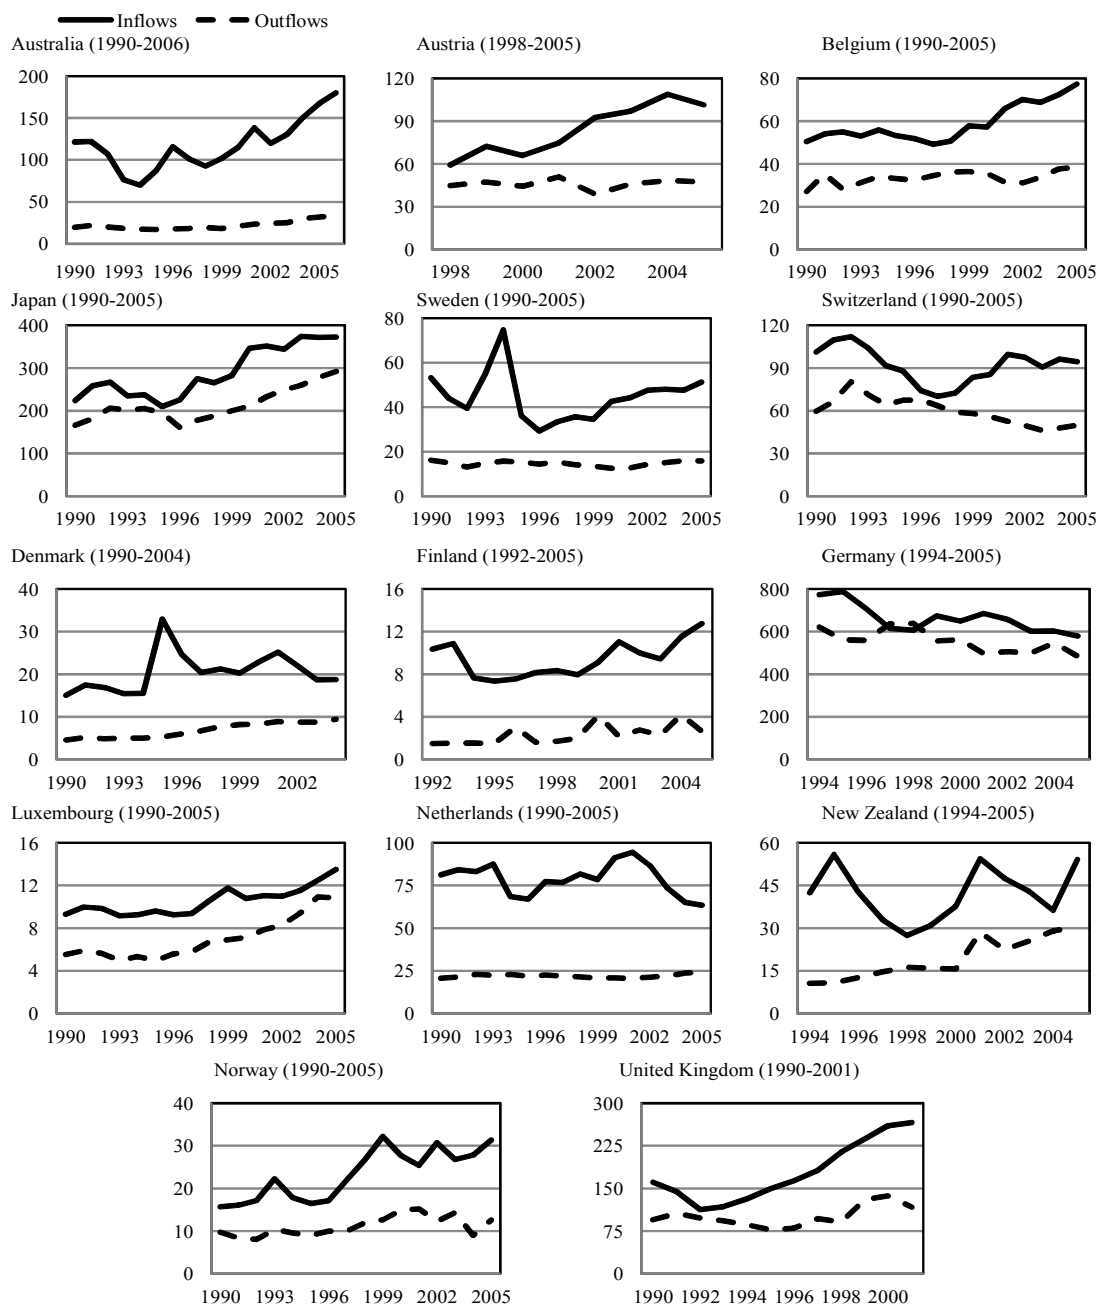 Inflows Outflows
Australia (1990-2006) Austria (1998-2005) Belgium (1990-2005)
200 120 80
150 90 60
100 60 40
50 30 20
0 0 0
1990 1993 1996 1999 2002 2005 1998 2000 2002 2004 1990 1993 1996 1999 2002 2005
Japan (1990-2005) Sweden (1990-2005) Switzerland (1990-2005)
400 80 120
300 60 90
200 40 60
100 20 30
0 0 0
1990 1993 1996 1999 2002 2005 1990 1993 1996 1999 2002 2005 1990 1993 1996 1999 2002 2005
Denmark (1990-2004) Finland (1992-2005) Germany (1994-2005)
40 16 800
30 12 600
20 8 400
10 4 200
0 0 0
1990 1993 1996 1999 2002 1992 1995 1998 2001 2004 1994 1996 1998 2000 2002 2004
Luxembourg (1990-2005) Netherlands (1990-2005) New Zealand (1994-2005)
16 100 60
12 75 45
8 50 30
4 25 15
0 0 0
1990 1993 1996 1999 2002 2005 1990 1993 1996 1999 2002 2005 1994 1996 1998 2000 2002 2004
Norway (1990-2005) United Kingdom (1990-2001)
40 300
30 225
20 150
10 75
0 0
1990 1993 1996 1999 2002 2005 1990 1992 1994 1996 1998 2000